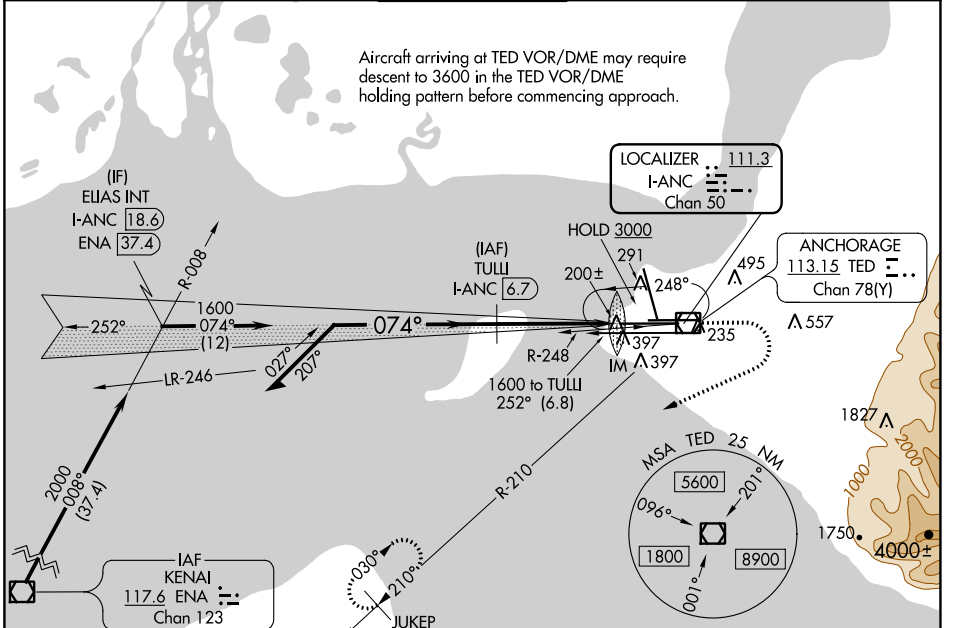 Aircraft arriving at TED VOR/DME may require
descent to 3600 in the TED VOR/DME
holding pattern before commencing approach.
LOCALIZER 111.3
I-ANC
Chan 50
(IF)
ELIAS INT
I-ANC 18.6
ENA 37.4
R-008
HOLD 3000
291
200±
248°
495
ANCHORAGE
113.15 TED
Chan 78(Y)
(IAF)
TULLI
I-ANC 6.7
1600
252°
074°
(12)
074°
235
557
027°
207°
R-248
397
IM
397
LR-246
1600 to TULLI
252° (6.8)
1827
2000
1000
2000
008°
(37.4)
R-210
MSA TED 25 NM
5600
201°
096°
1800
8900
001°
1750
4000±
IAF
KENAI
117.6 ENA
Chan 123
030°
210°
JUKEP